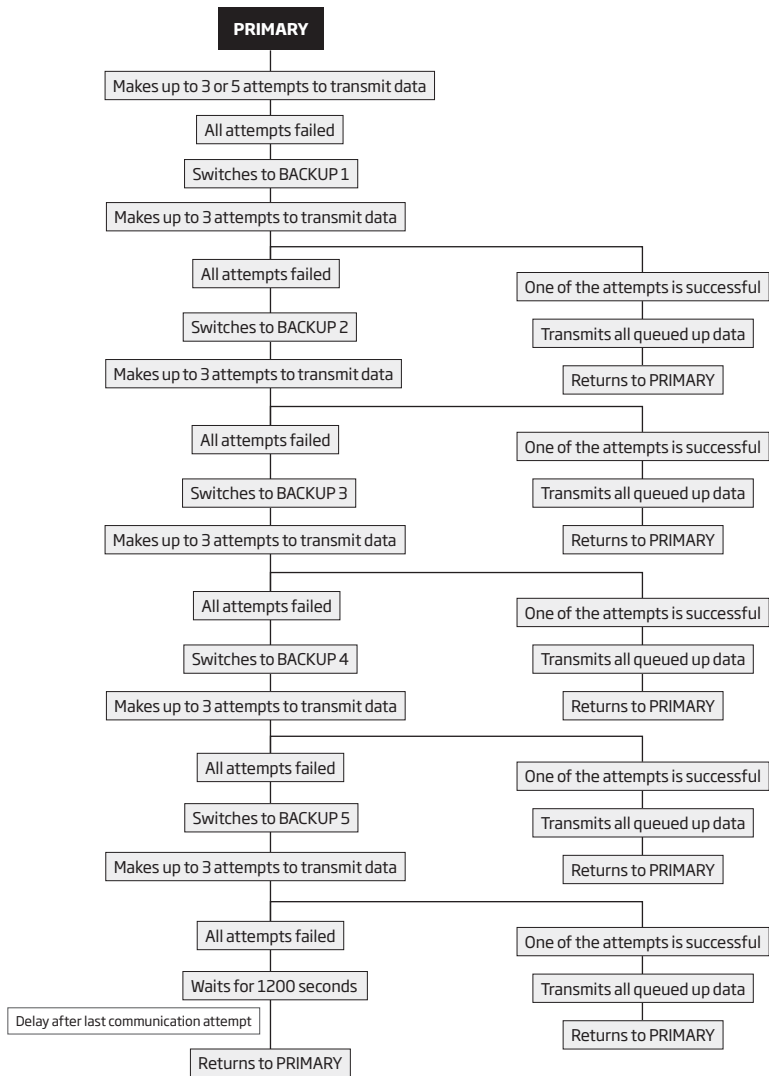 PRIMARY
Makes up to 3 or 5 attempts to transmit data
All attempts failed
Switches to BACKUP 1
Makes up to 3 attempts to transmit data
All attempts failed
One of the attempts is successful
Switches to BACKUP 2
Transmits all queued up data
Makes up to 3 attempts to transmit data
Returns to PRIMARY
All attempts failed
One of the attempts is successful
Switches to BACKUP 3
Transmits all queued up data
Makes up to 3 attempts to transmit data
Returns to PRIMARY
All attempts failed
One of the attempts is successful
Switches to BACKUP 4
Transmits all queued up data
Makes up to 3 attempts to transmit data
Returns to PRIMARY
All attempts failed
One of the attempts is successful
Switches to BACKUP 5
Transmits all queued up data
Makes up to 3 attempts to transmit data
Returns to PRIMARY
All attempts failed
One of the attempts is successful
Waits for 1200 seconds
Transmits all queued up data
Delay after last communication attempt
Returns to PRIMARY
Returns to PRIMARY